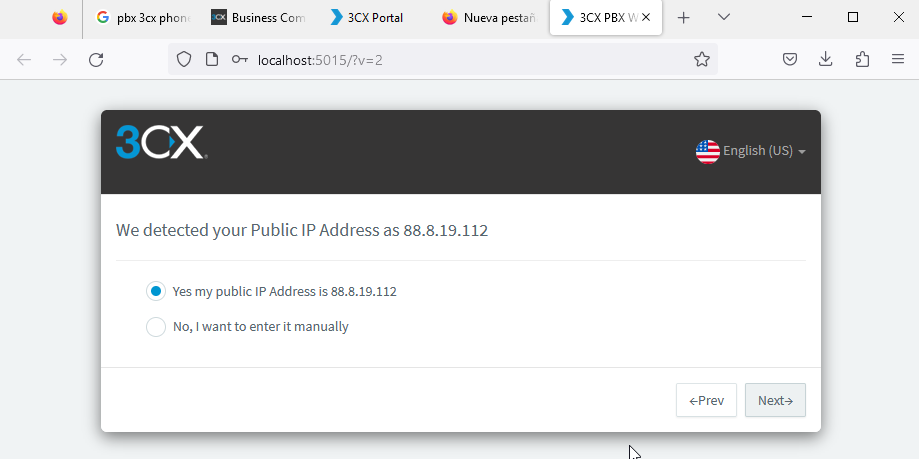 pbx 3cx phone
Business Com
3CX Portal
Nueva pestañ
3CX PBX W
localhost:5015/?v=2
3CX
English (US)
We detected your Public IP Address as 88.8.19.112
Yes my public IP Address is 88.8.19.112
No, I want to enter it manually
←Prev
Next→